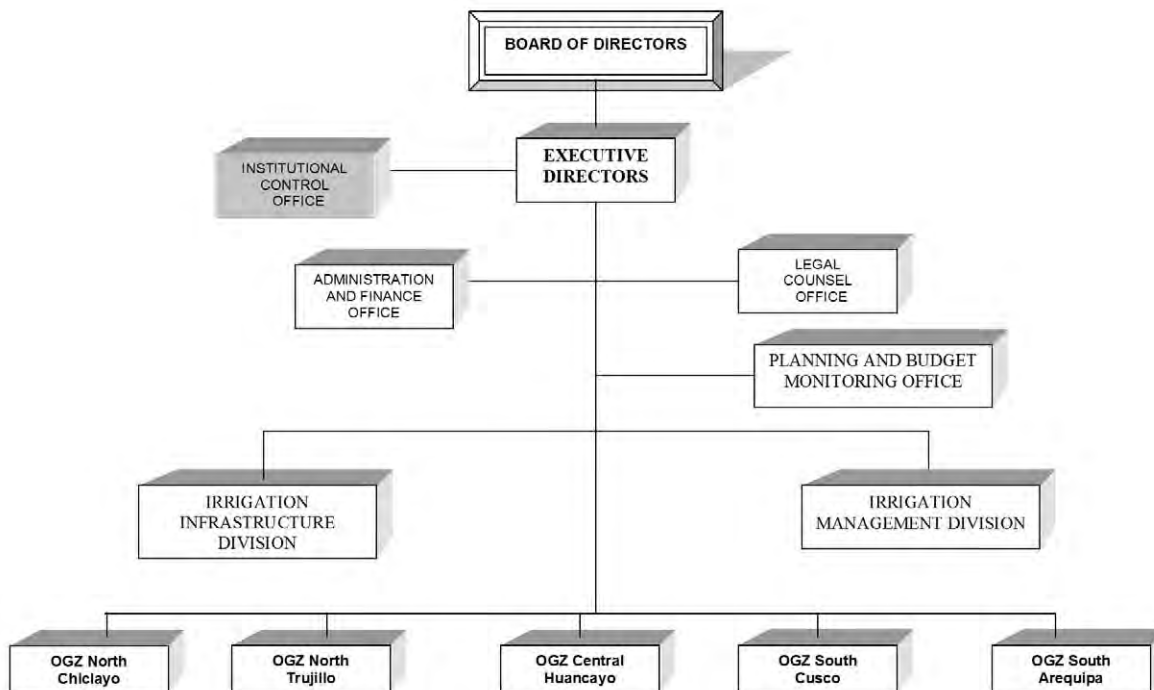 BOARD OF DIRECTORS
EXECUTIVE
DIRECTORS
INSTITUTIONAL
CONTROL
OFFICE
ADMINISTRATION
AND FINANCE
OFFICE
LEGAL
COUNSEL
OFFICE
PLANNING AND BUDGET
MONITORING OFFICE
IRRIGATION
INFRASTRUCTURE
DIVISION
IRRIGATION
MANAGEMENT DIVISION
OGZ North
Chiclayo
OGZ North
Trujillo
OGZ Central
Huancayo
OGZ South
Cusco
OGZ South
Arequipa